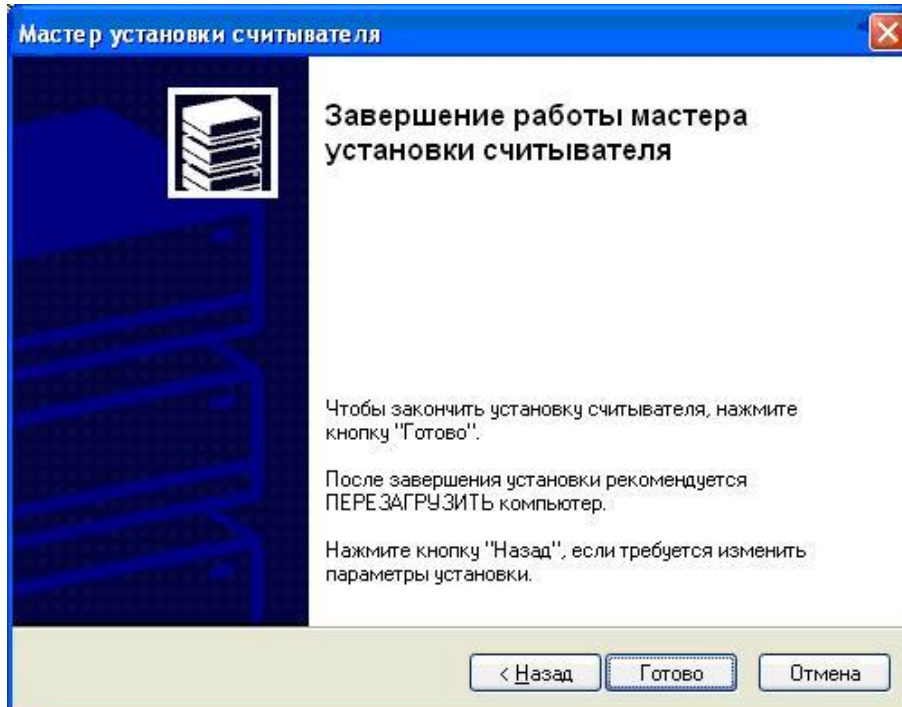 Мастер установки считывателя
Завершение работы мастера
установки считывателя
Чтобы закончить установку считывателя, нажмите
кнопку "Готово".
После завершения установки рекомендуется
ПЕРЕЗАГРУЗИТЬ компьютер.
Нажмите кнопку "Назад", если требуется изменить
параметры установки.
< Назад Готово Отмена